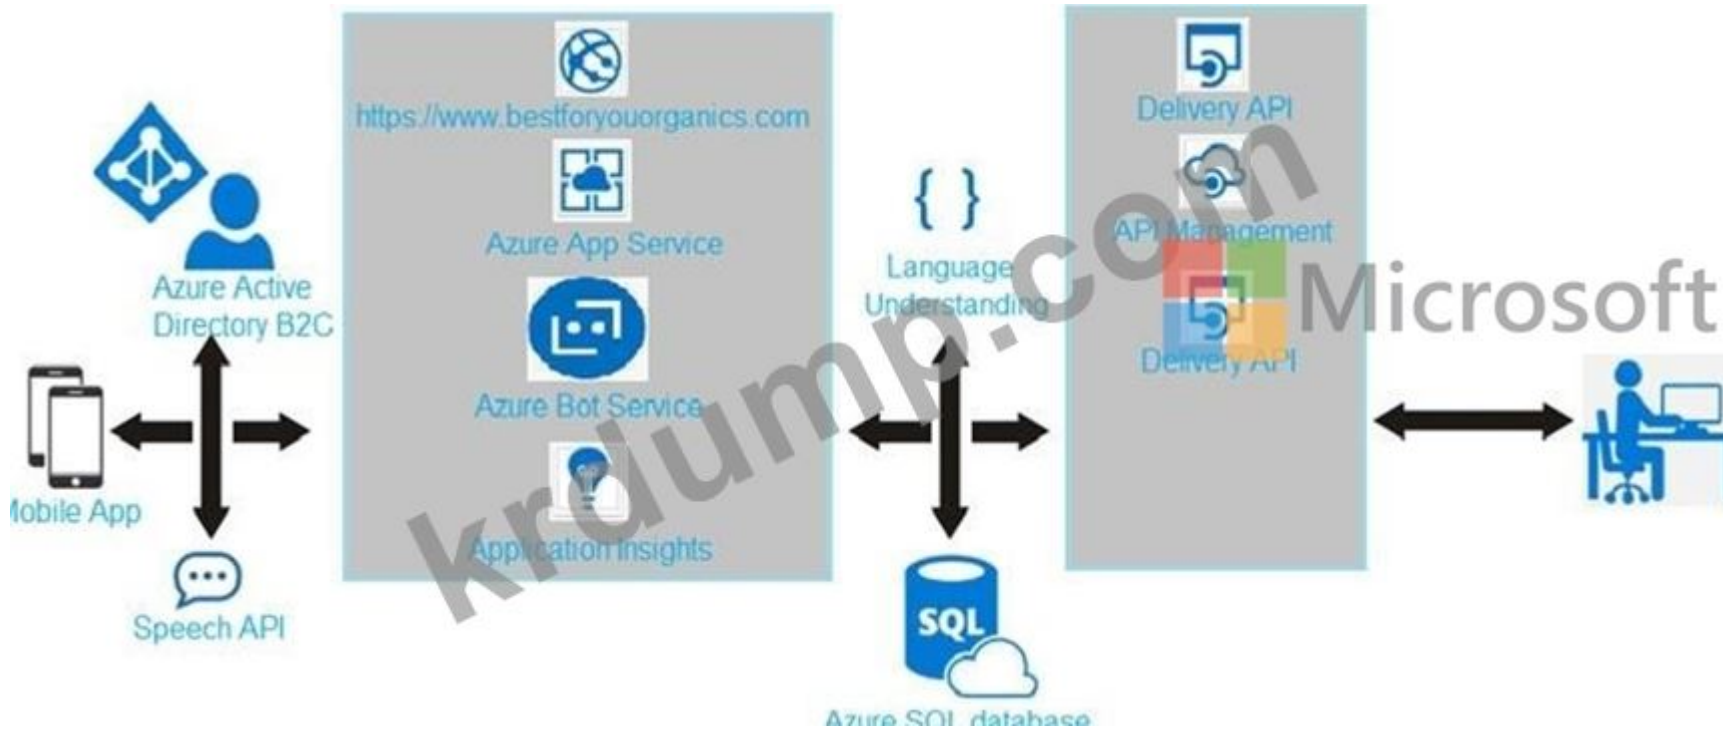 https://www.bestforyouorganics.com
Azure App Service
Azure Bot Service
Application Insights
Azure Active
Directory B2C
Mobile App
Speech API
{ }
Language
Understanding
SQL
Azure SQL database
Delivery API
API Management
Delivery API
Microsoft
krdump.com